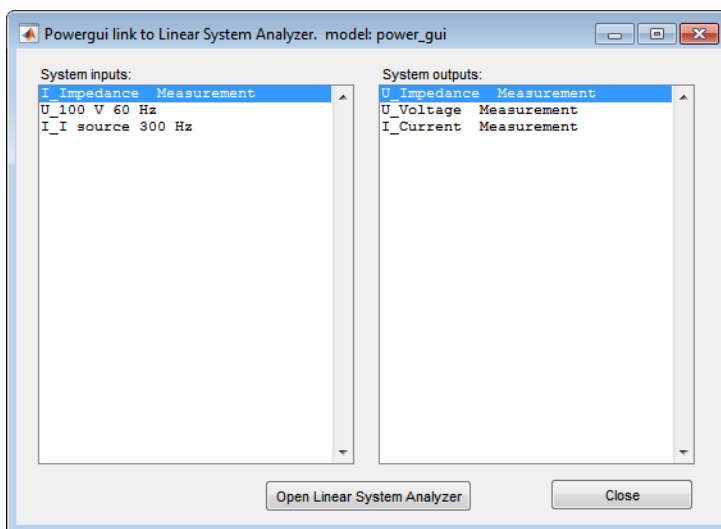 Powergui link to Linear System Analyzer. model: power_gui
System inputs:
I_Impedance Measurement
U_100 V 60 Hz
I_I source 300 Hz
System outputs:
U_Impedance Measurement
U_Voltage Measurement
I_Current Measurement
Open Linear System Analyzer
Close